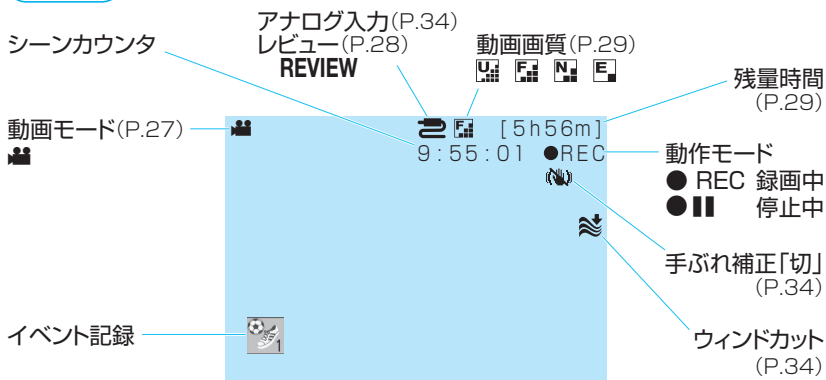 アナログ入力(P.34)
シーンカウンタ
レビュー(P.28)
動画画質(P.29)
REVIEW
U F N E
残量時間
(P.29)
動画モード(P.27)
F [5h56m]
9:55:01 ●REC
動作モード
● REC 録画中
●▮▮ 停止中
手ぶれ補正「切」
(P.34)
イベント記録
1
ウィンドカット
(P.34)